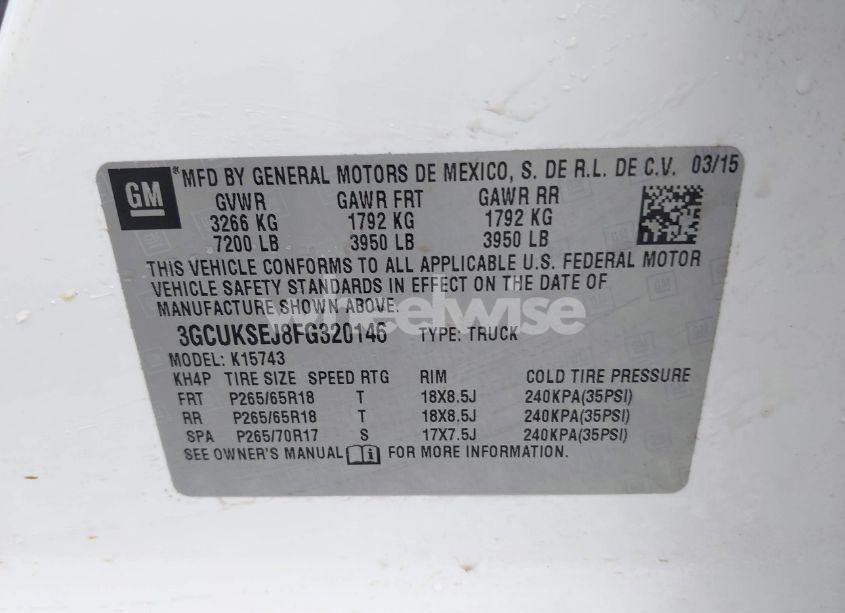 GM
® MFD BY GENERAL MOTORS DE MEXICO, S. DE R.L. DE C.V. 03/15
GVWR GAWR FRT GAWR RR
3266 KG 1792 KG 1792 KG
7200 LB 3950 LB 3950 LB
THIS VEHICLE CONFORMS TO ALL APPLICABLE U.S. FEDERAL MOTOR
VEHICLE SAFETY STANDARDS IN EFFECT ON THE DATE OF
MANUFACTURE SHOWN ABOVE.
wheelwise
3GCUKSEJ8FG320146 TYPE: TRUCK
MODEL: K15743
KH4P TIRE SIZE SPEED RTG RIM COLD TIRE PRESSURE
FRT P265/65R18 T 18X8.5J 240KPA(35PSI)
RR P265/65R18 T 18X8.5J 240KPA(35PSI)
SPA P265/70R17 S 17X7.5J 240KPA(35PSI)
SEE OWNER'S MANUAL i FOR MORE INFORMATION.